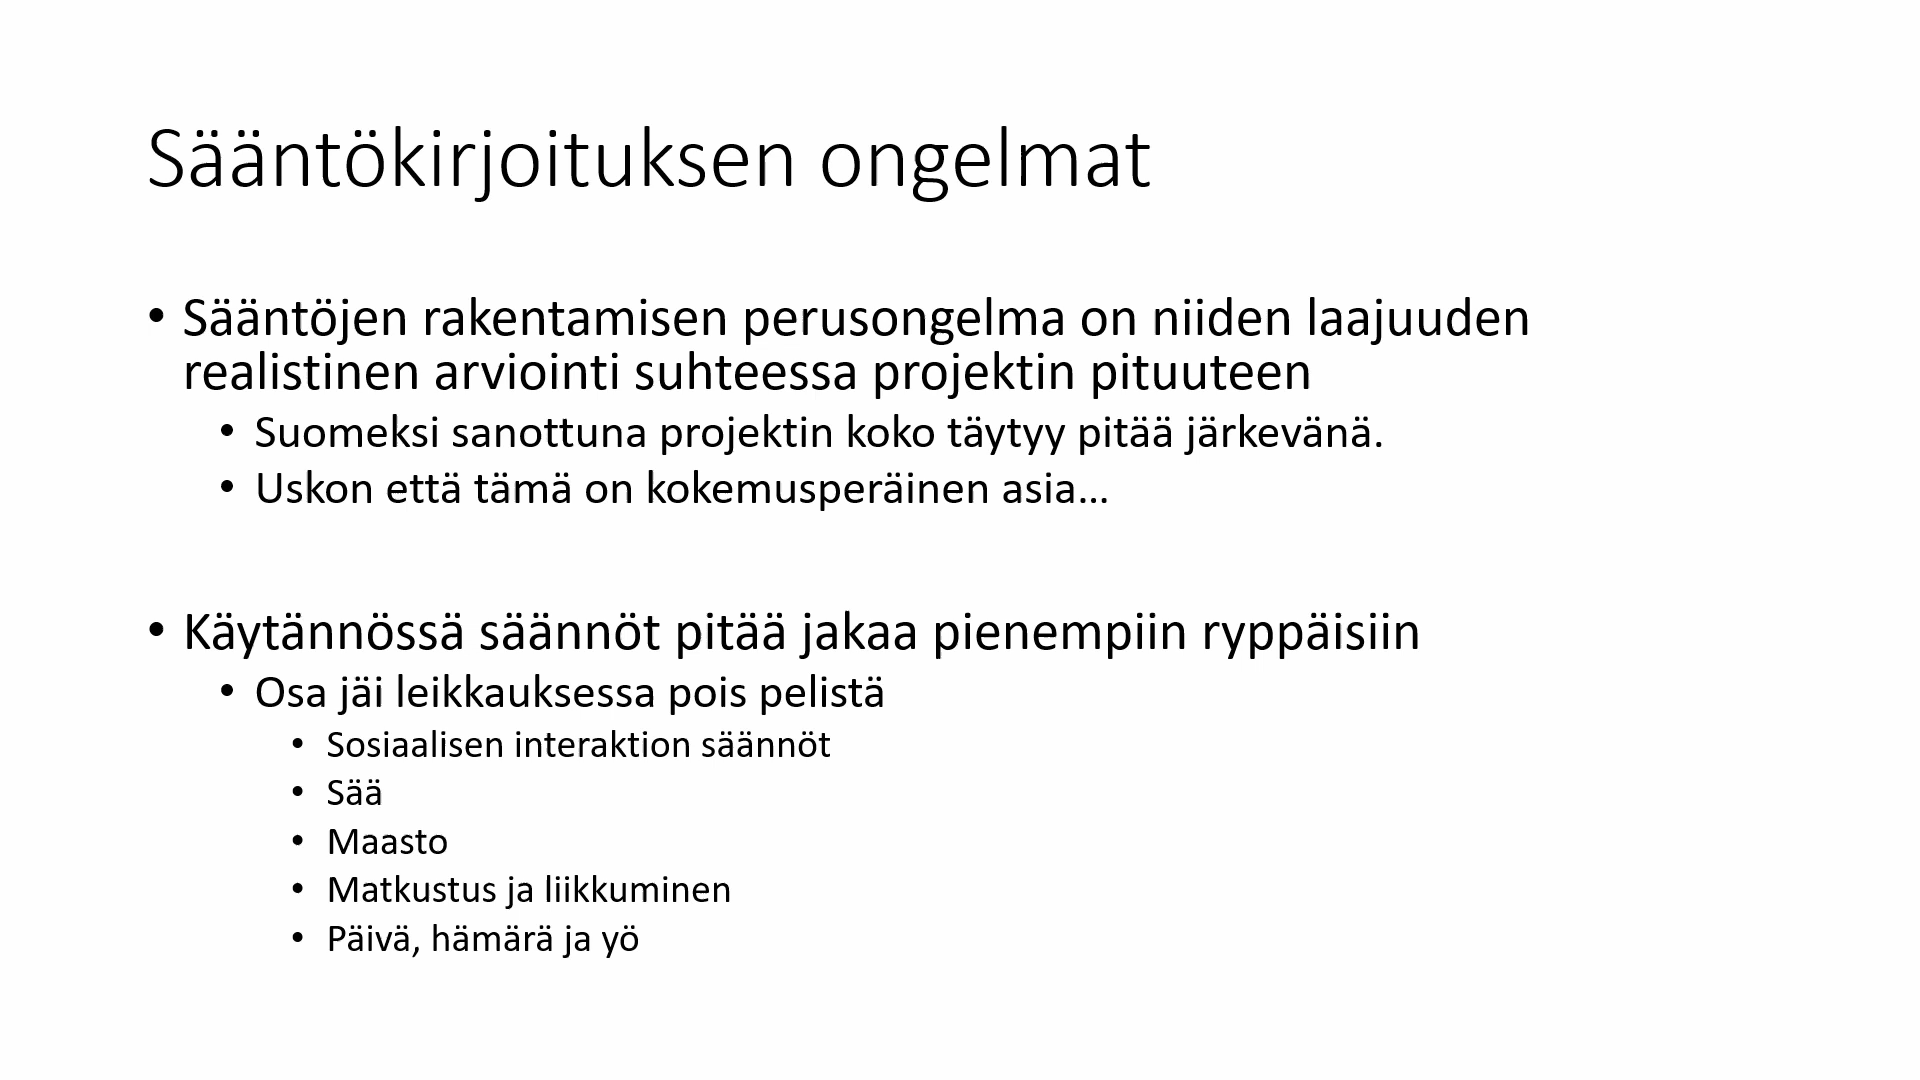 Sääntökirjoituksen ongelmat
• Sääntöjen rakentamisen perusongelma on niiden laajuuden
realistinen arviointi suhteessa projektin pituuteen
• Suomeksi sanottuna projektin koko täytyy pitää järkevänä.
• Uskon että tämä on kokemusperäinen asia…
• Käytännössä säännöt pitää jakaa pienempiin ryppäisiin
• Osa jäi leikkauksessa pois pelistä
• Sosiaalisen interaktion säännöt
• Sää
• Maasto
• Matkustus ja liikkuminen
• Päivä, hämärä ja yö